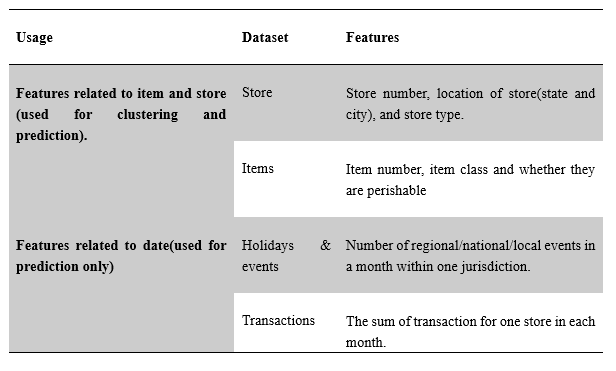 Usage Dataset Features
Features related to item and store
(used for clustering and
prediction).
Store
Store number, location of store(state and
city), and store type.
Items
Item number, item class and whether they
are perishable
Features related to date(used for
prediction only)
Holidays &
events
Number of regional/national/local events in
a month within one jurisdiction.
Transactions
The sum of transaction for one store in each
month.